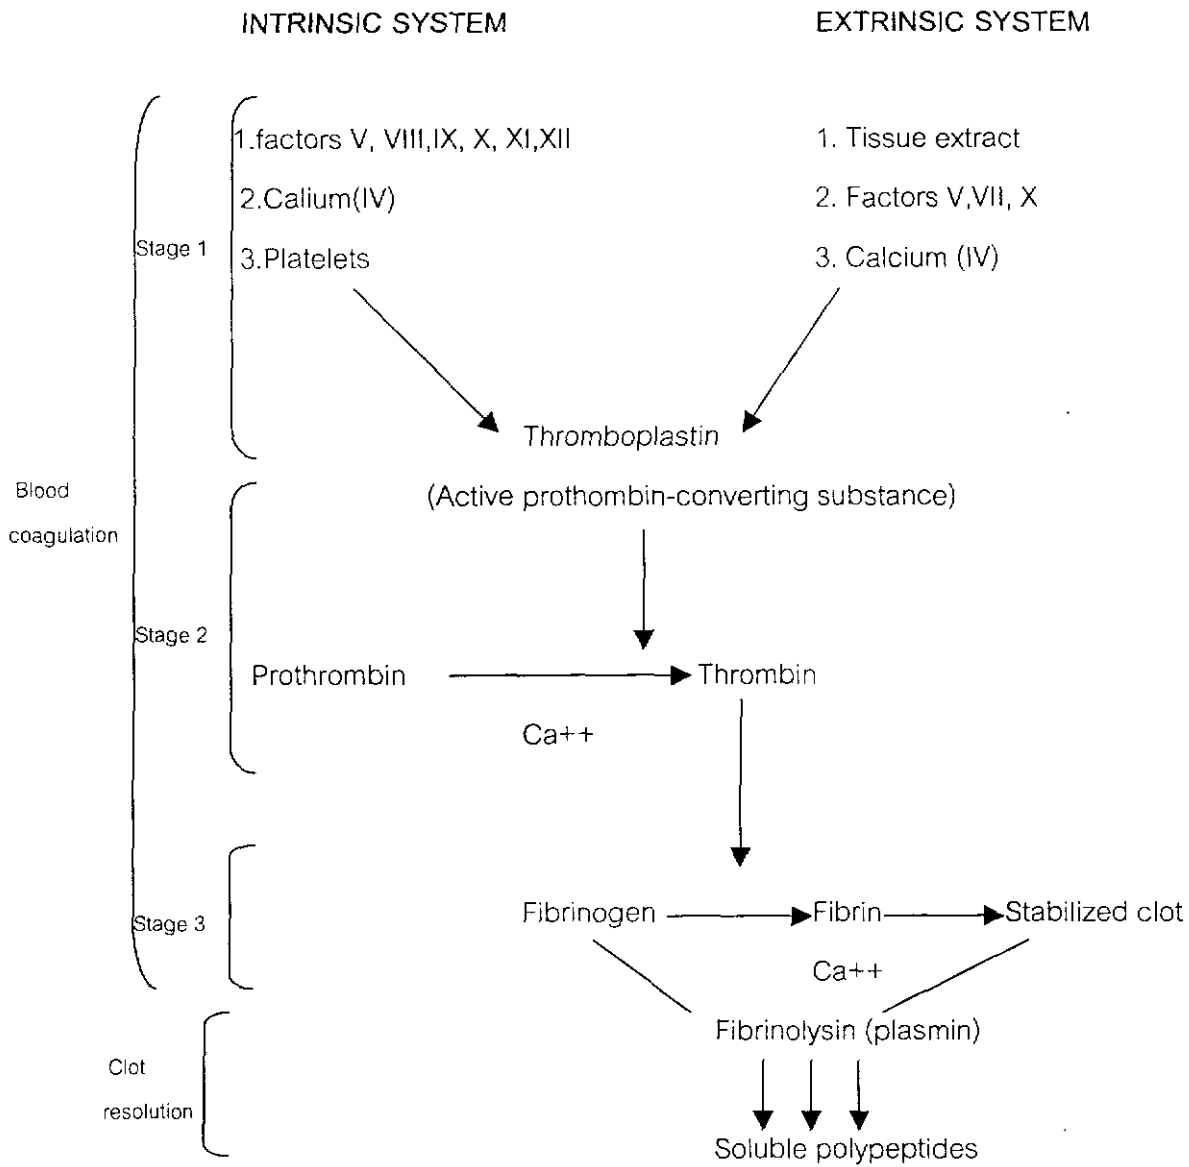 INTRINSIC SYSTEM
EXTRINSIC SYSTEM
1.factors V, VIII,IX, X, XI,XII
2.Calium(IV)
3.Platelets
1. Tissue extract
2. Factors V,VII, X
3. Calcium (IV)
Stage 1
Thromboplastin
Blood
coagulation
(Active prothombin-converting substance)
Stage 2
Prothrombin
Thrombin
Ca++
Stage 3
Fibrinogen
Fibrin
Stabilized clot
Ca++
Fibrinolysin (plasmin)
Clot
resolution
Soluble polypeptides